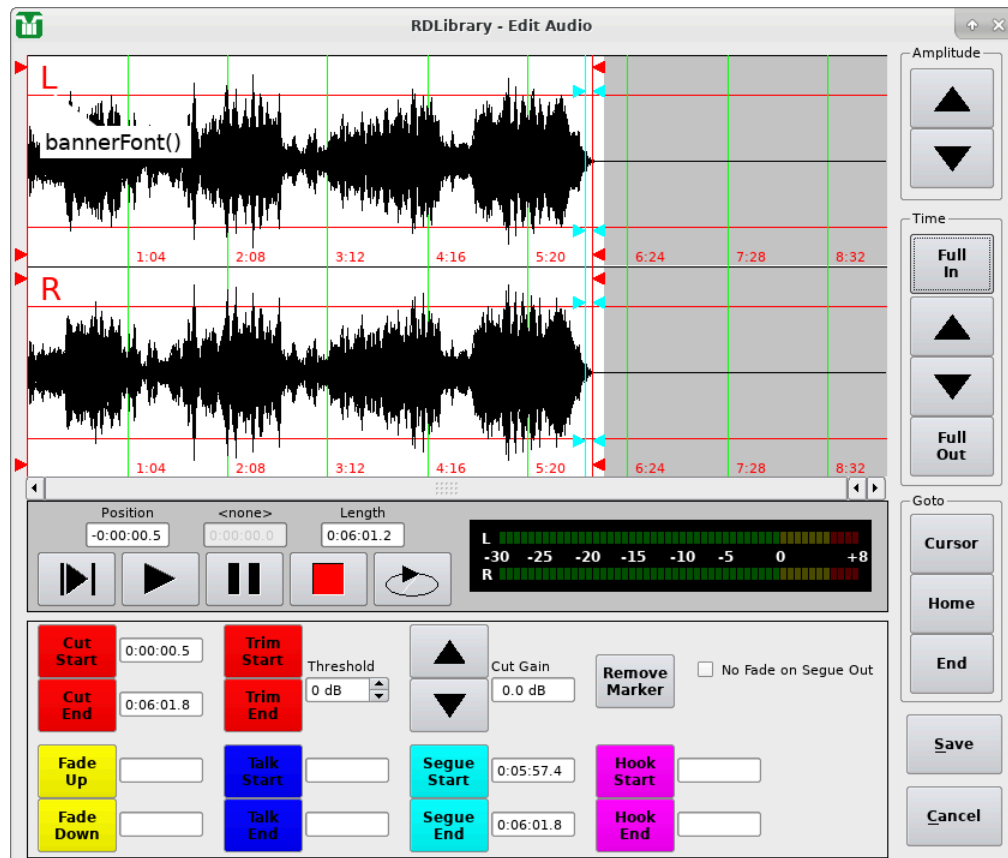 RDLibrary - Edit Audio
L
bannerFont()
1:04 2:08 3:12 4:16 5:20 6:24 7:28 8:32
R
1:04 2:08 3:12 4:16 5:20 6:24 7:28 8:32
Amplitude
Time
Full
In
Full
Out
Goto
Cursor
Home
End
Save
Cancel
Position <none> Length
-0:00:00.5 0:00:00.0 0:06:01.2
L
-30 -25 -20 -15 -10 -5 0 +8
R
Cut
Start
0:00:00.5
Cut
End
0:06:01.8
Trim
Start
Trim
End
Threshold
0 dB
Cut Gain
0.0 dB
Remove
Marker
No Fade on Segue Out
Fade
Up
Fade
Down
Talk
Start
Talk
End
Segue
Start
0:05:57.4
Segue
End
0:06:01.8
Hook
Start
Hook
End